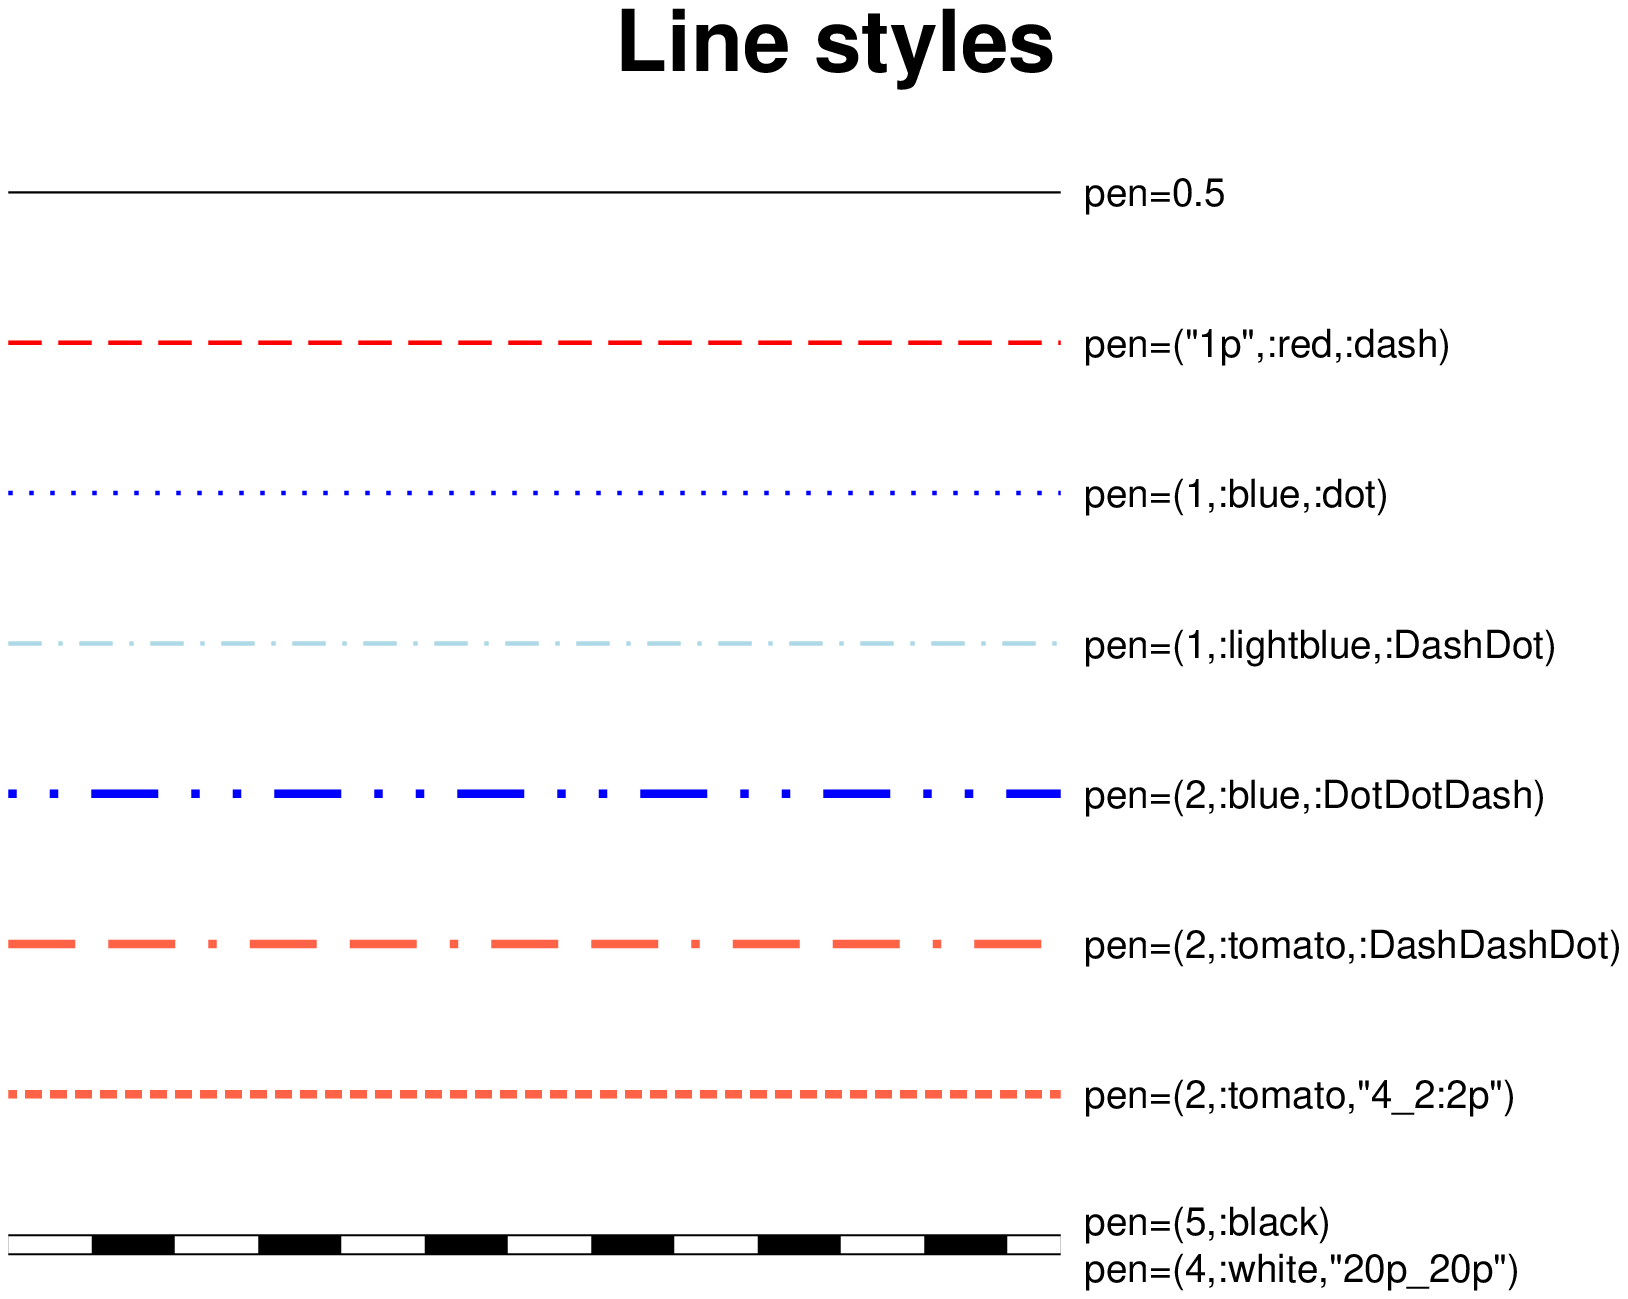 Line styles
pen=0.5
pen=("1p",:red,:dash)
pen=(1,:blue,:dot)
pen=(1,:lightblue,:DashDot)
pen=(2,:blue,:DotDotDash)
pen=(2,:tomato,:DashDashDot)
pen=(2,:tomato,"4_2:2p")
pen=(5,:black)
pen=(4,:white,"20p_20p")